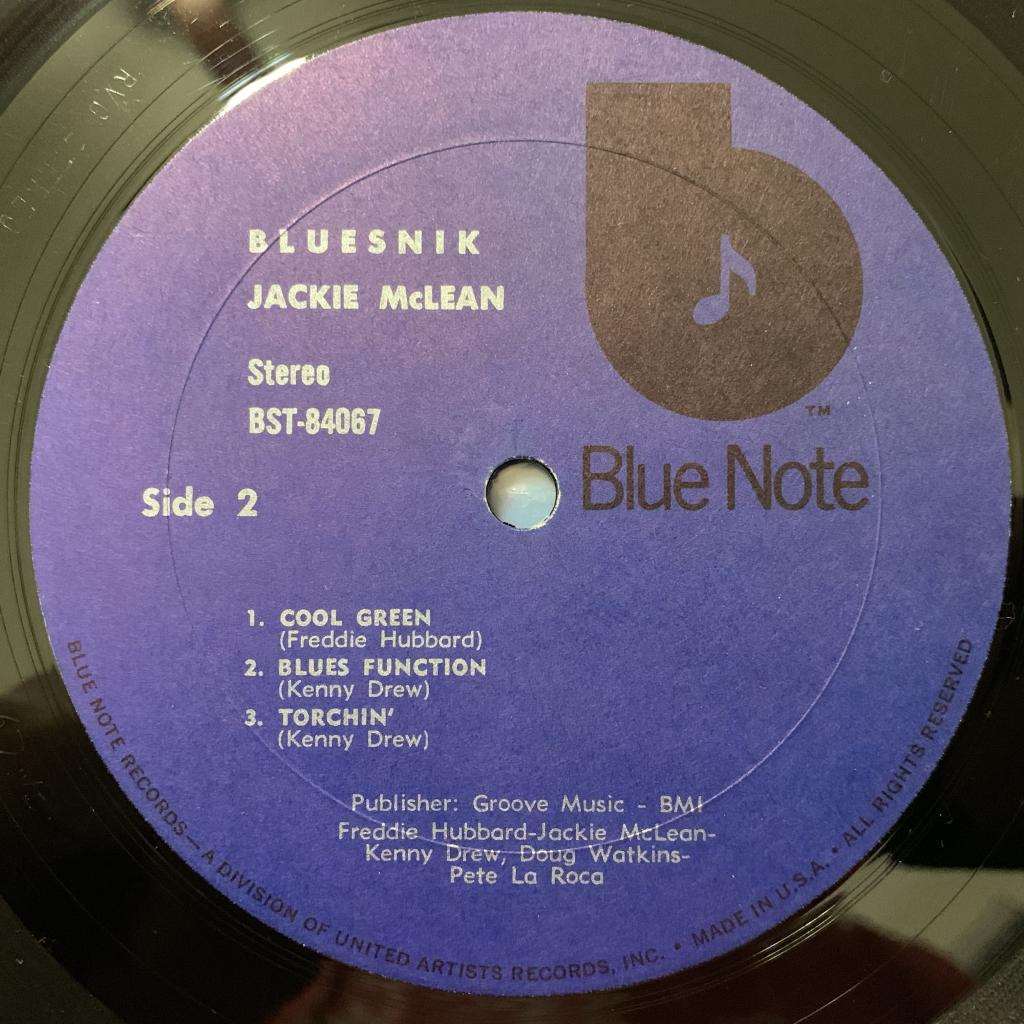 BLUESNIK
JACKIE McLEAN
Stereo
BST-84067
Side 2
TM
Blue Note
1. COOL GREEN
(Freddie Hubbard)
2. BLUES FUNCTION
(Kenny Drew)
3. TORCHIN'
(Kenny Drew)
Publisher: Groove Music - BMI
Freddie Hubbard-Jackie McLean-
Kenny Drew, Doug Watkins-
Pete La Roca
BLUE NOTE RECORDS — A DIVISION OF UNITED ARTISTS RECORDS, INC. • MADE IN U.S.A. • ALL RIGHTS RESERVED